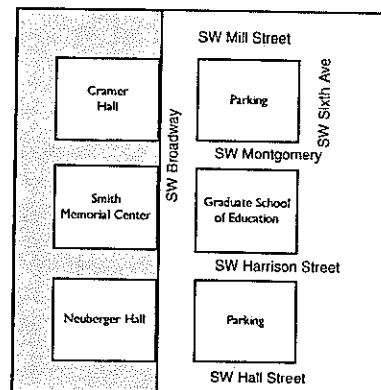 SW Mill Street
Cramer
Hall
Parking
SW Sixth Ave
SW Broadway
SW Montgomery
Smith
Memorial Center
Graduate School
of Education
SW Harrison Street
Neuberger Hall
Parking
SW Hall Street